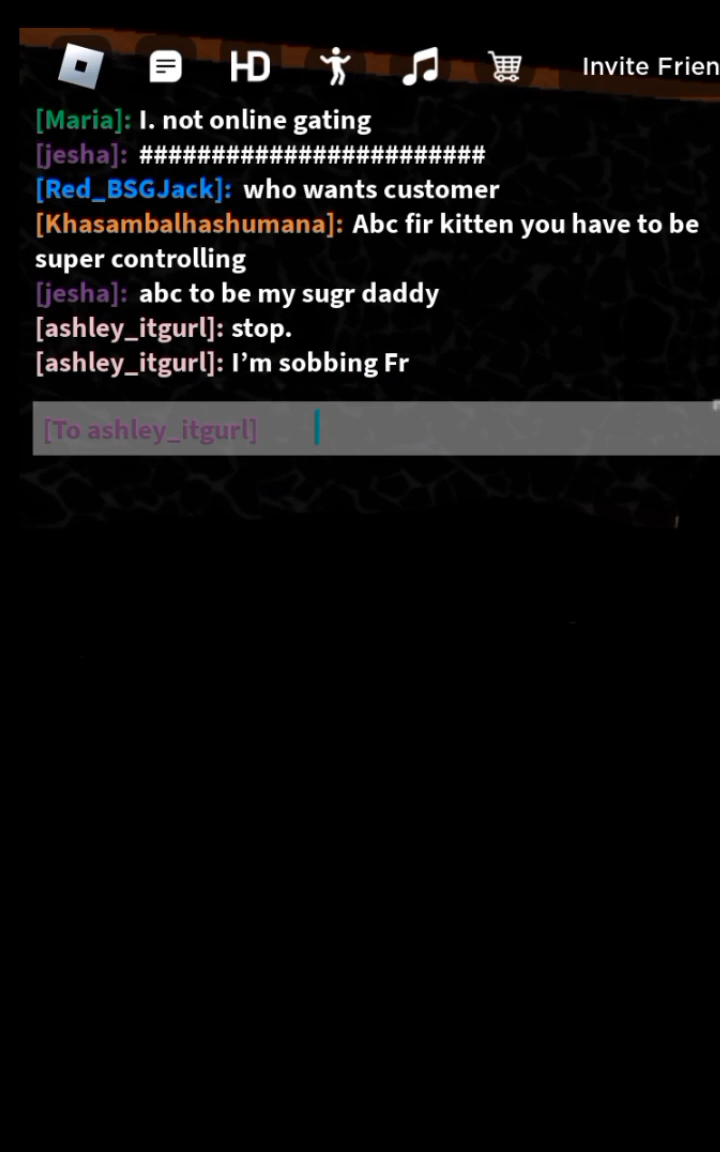 HD
Invite Frien
[Maria]: I. not online gating
[jesha]: ########################
[Red_BSGJack]: who wants customer
[Khasambalhashumana]: Abc fir kitten you have to be
super controlling
[jesha]: abc to be my sugr daddy
[ashley_itgurl]: stop.
[ashley_itgurl]: I’m sobbing Fr
[To ashley_itgurl]